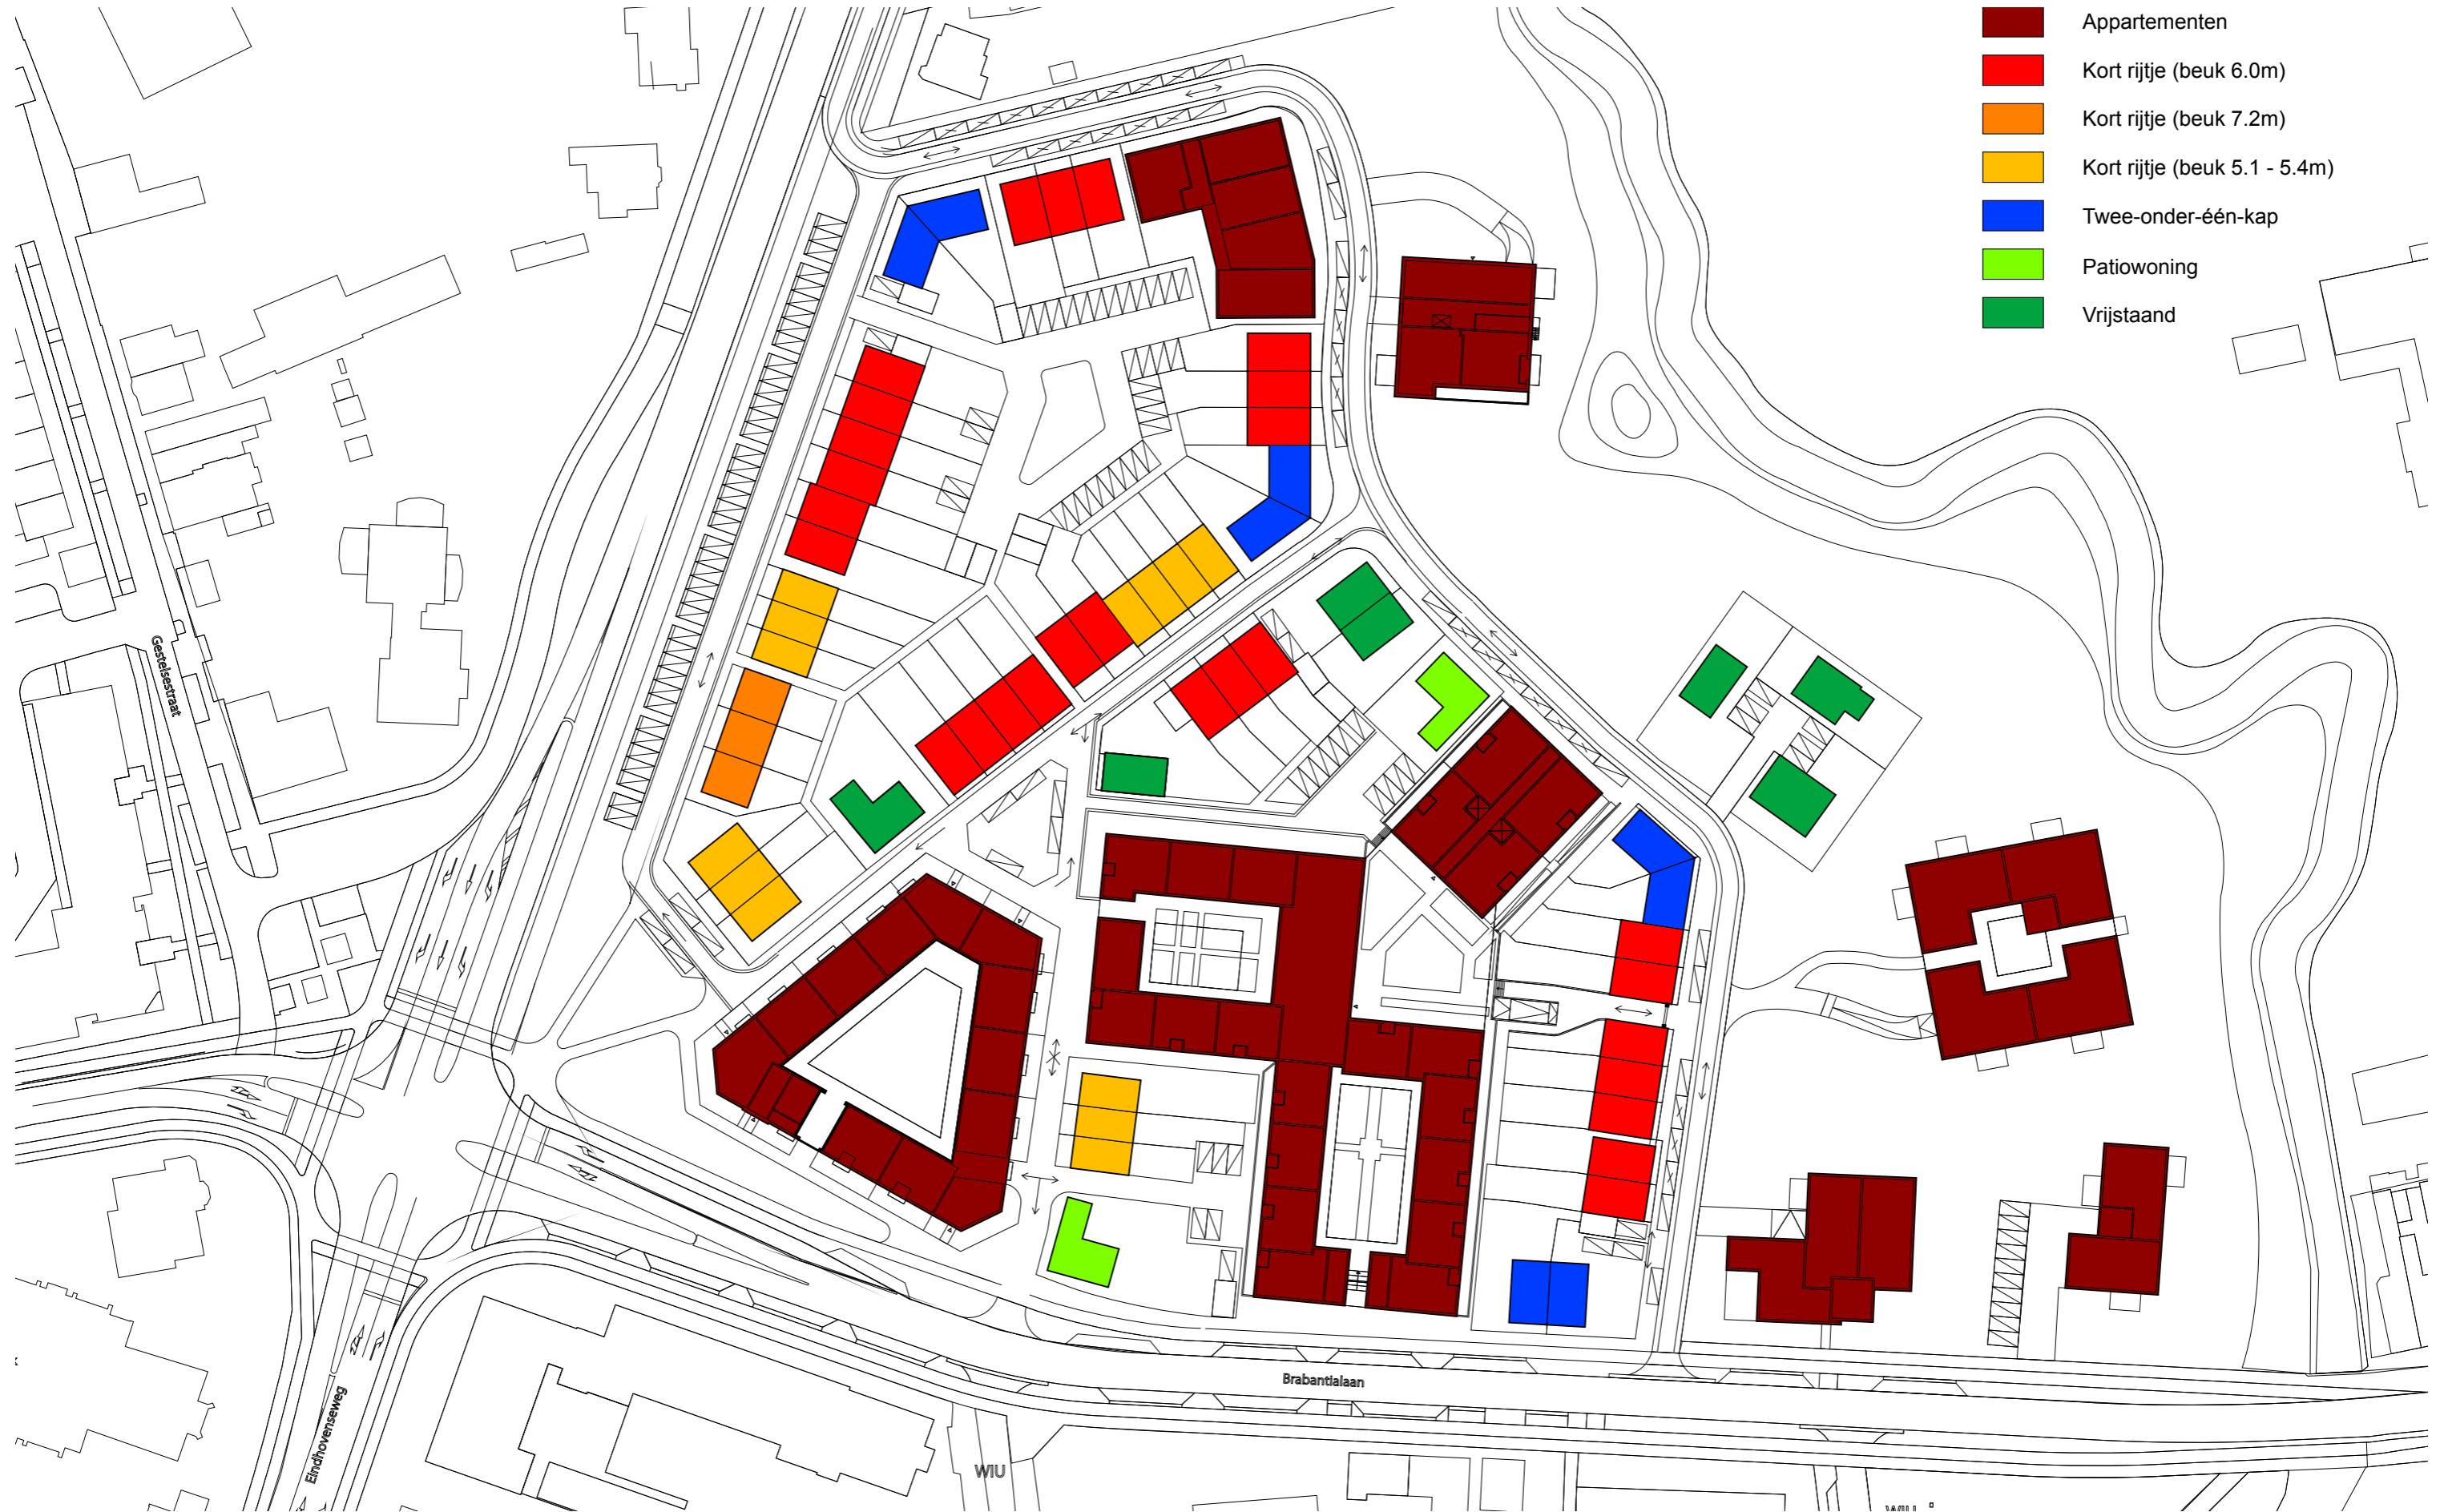 Appartementen
Kort rijtje (beuk 6.0m)
Kort rijtje (beuk 7.2m)
Kort rijtje (beuk 5.1 - 5.4m)
Twee-onder-één-kap
Patiowoning
Vrijstaand
Gestelsestraat
Eindhovenseweg
Brabantialaan
WIU